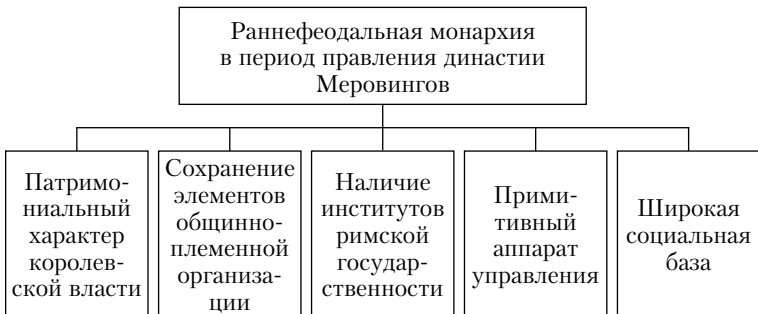 Раннефеодальная монархия
в период правления династии
Меровингов
Патримо-
ниальный
характер
королев-
ской власти
Сохранение
элементов
общинно-
племенной
организа-
ции
Наличие
институтов
римской
государ-
ственности
Прими-
тивный
аппарат
управления
Широкая
социальная
база